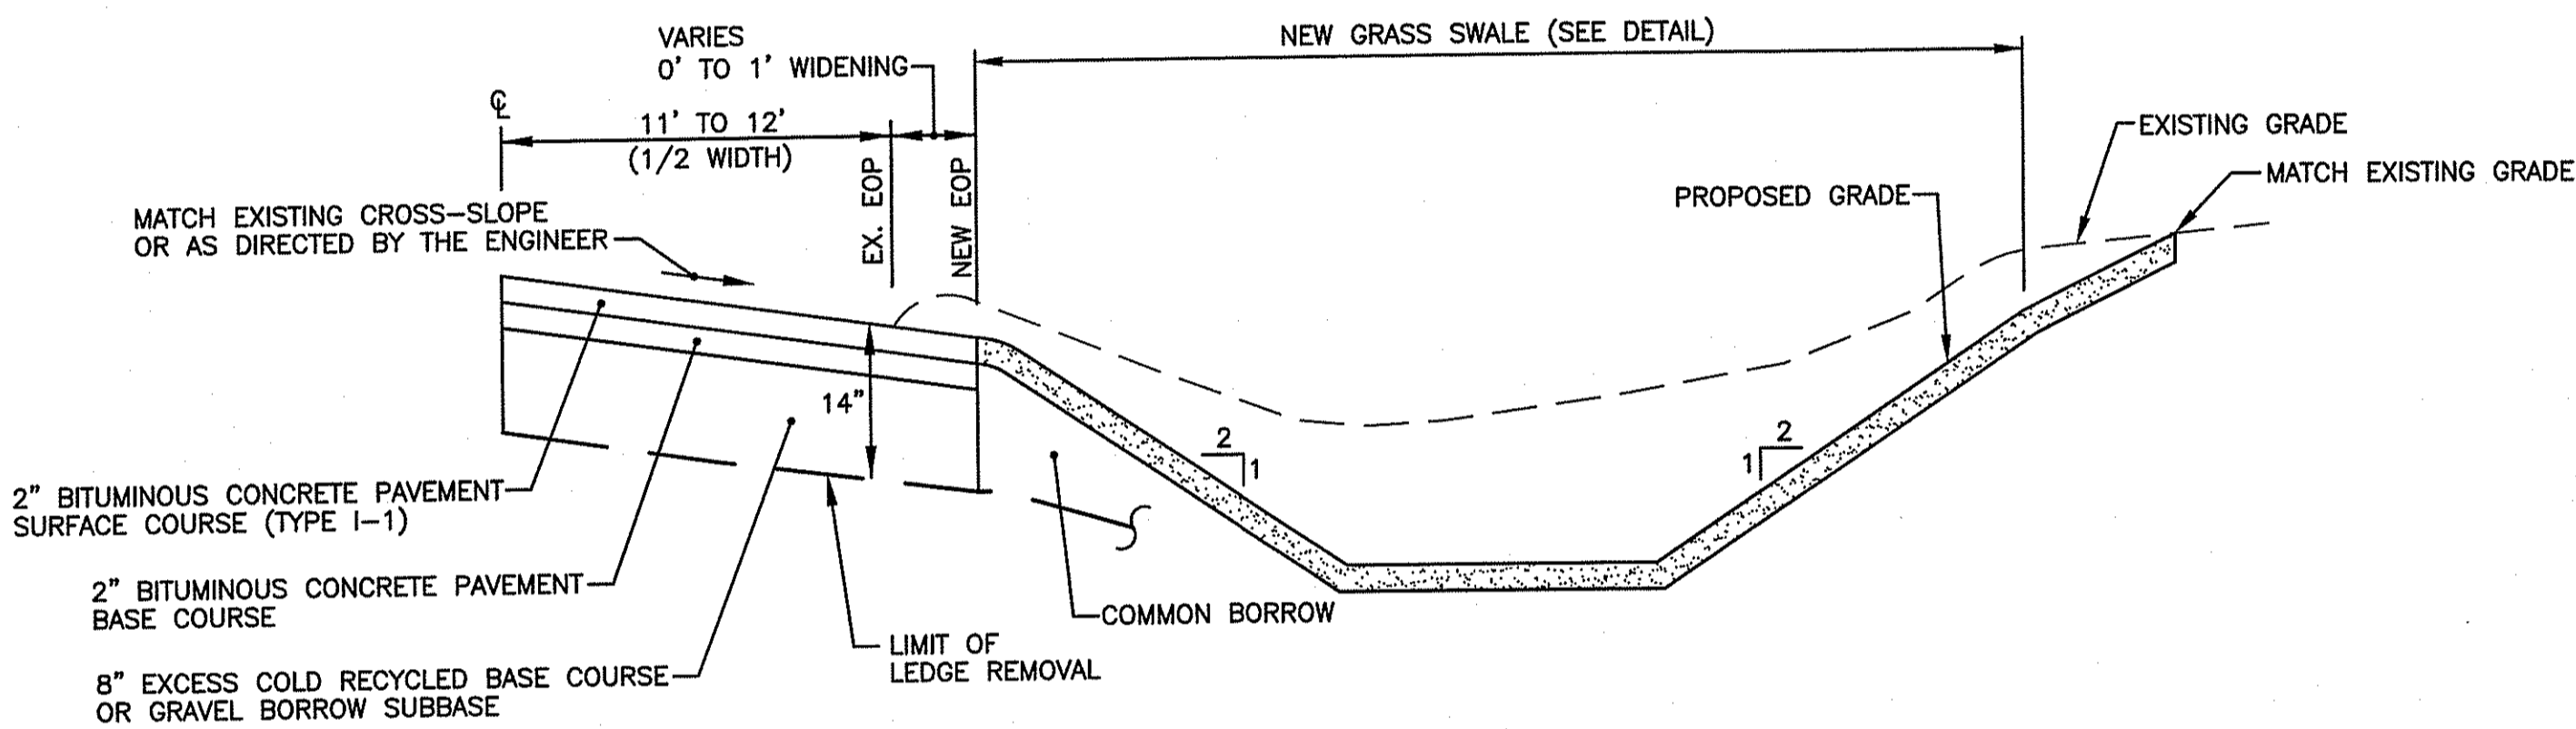 VARIES
0' TO 1' WIDENING
NEW GRASS SWALE (SEE DETAIL)
℄
11' TO 12'
(1/2 WIDTH)
EX. EOP
NEW EOP
EXISTING GRADE
MATCH EXISTING GRADE
PROPOSED GRADE
MATCH EXISTING CROSS-SLOPE
OR AS DIRECTED BY THE ENGINEER
14"
2
1
2
1
2" BITUMINOUS CONCRETE PAVEMENT
SURFACE COURSE (TYPE I-1)
2" BITUMINOUS CONCRETE PAVEMENT
BASE COURSE
COMMON BORROW
LIMIT OF
LEDGE REMOVAL
8" EXCESS COLD RECYCLED BASE COURSE
OR GRAVEL BORROW SUBBASE